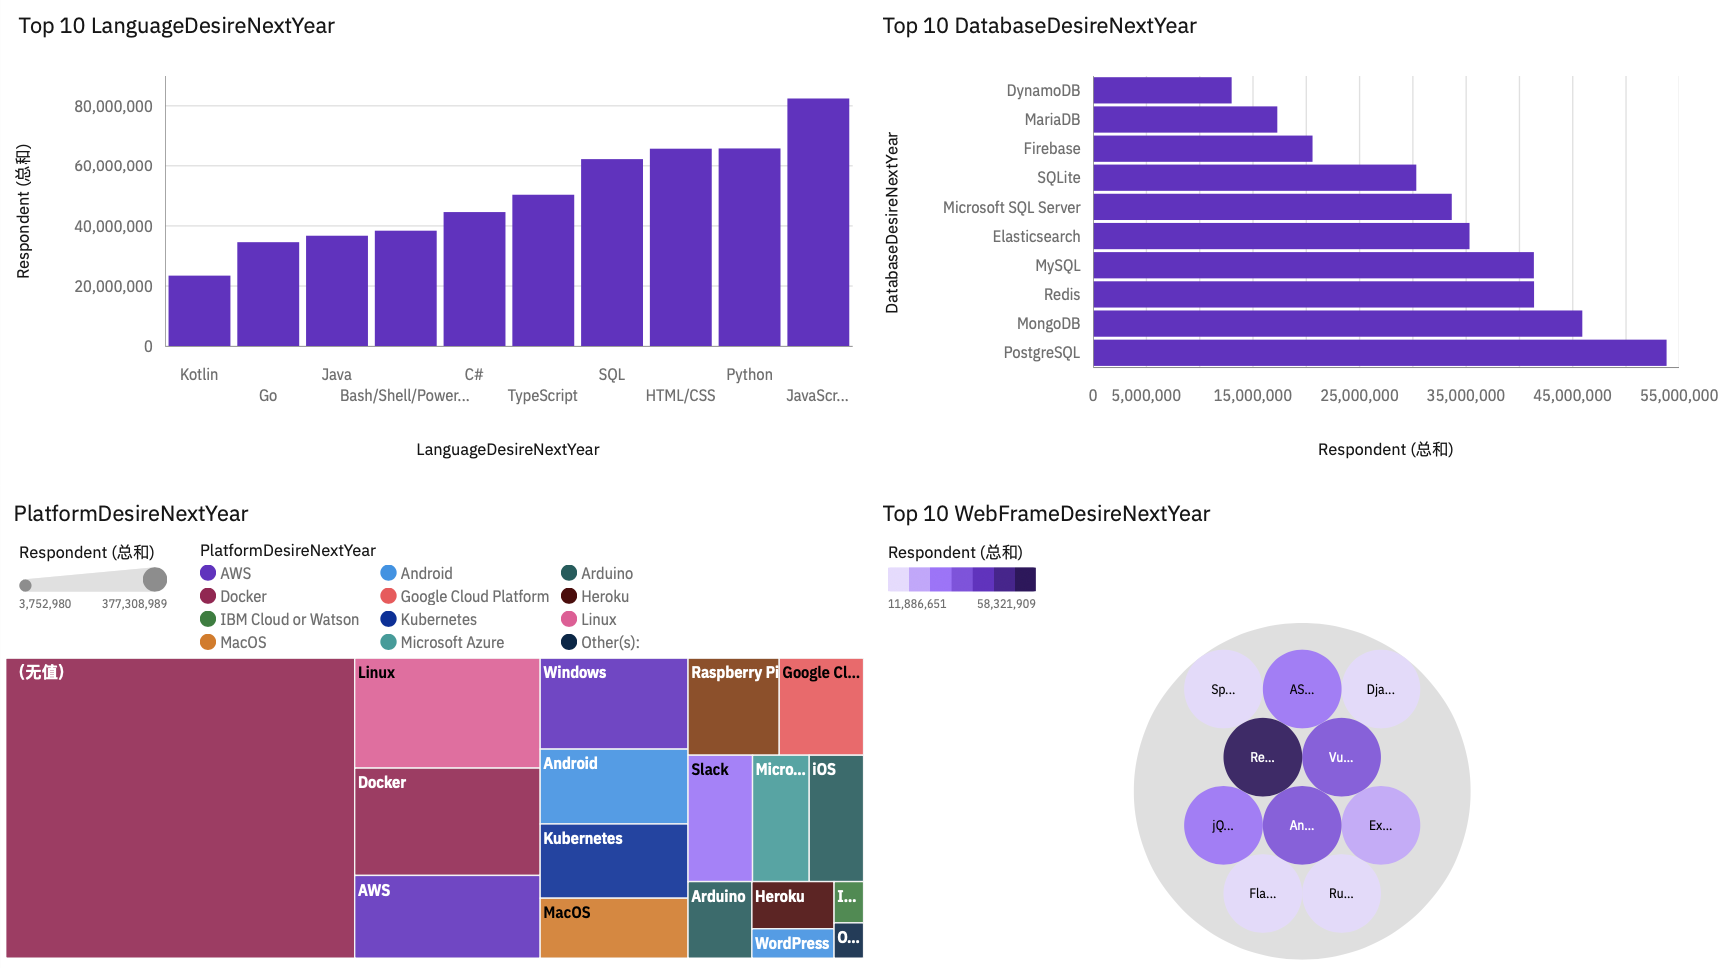 Top 10 LanguageDesireNextYear
Respondent (总和)
80,000,000
60,000,000
40,000,000
20,000,000
0
Kotlin
Go
Java
Bash/Shell/Power...
C#
TypeScript
SQL
HTML/CSS
Python
JavaScr...
LanguageDesireNextYear
Top 10 DatabaseDesireNextYear
DatabaseDesireNextYear
DynamoDB
MariaDB
Firebase
SQLite
Microsoft SQL Server
Elasticsearch
MySQL
Redis
MongoDB
PostgreSQL
0 5,000,000 15,000,000 25,000,000 35,000,000 45,000,000 55,000,000
Respondent (总和)
PlatformDesireNextYear
Respondent (总和)
3,752,980 377,308,989
PlatformDesireNextYear
AWS Android Arduino
Docker Google Cloud Platform Heroku
IBM Cloud or Watson Kubernetes Linux
MacOS Microsoft Azure Other(s):
(无值)
Linux
Docker
AWS
Windows
Android
Kubernetes
MacOS
Raspberry Pi
Google Cl...
Slack
Micro...
iOS
Arduino
Heroku
I...
WordPress
O...
Top 10 WebFrameDesireNextYear
Respondent (总和)
11,886,651 58,321,909
Sp... AS... Dja...
Re... Vu...
jQ... An... Ex...
Fla... Ru...